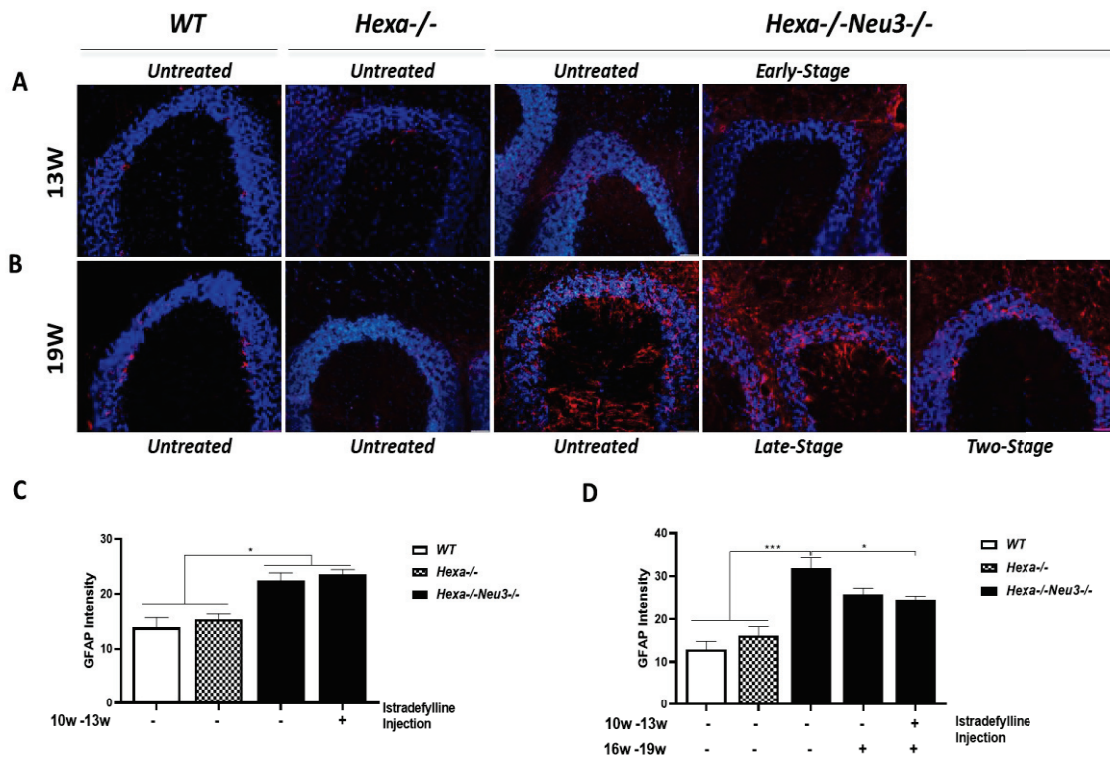 WT Hexa-/- Hexa-/-Neu3-/-
Untreated Untreated Untreated Early-Stage
A
13W
B
19W
Untreated Untreated Untreated Late-Stage Two-Stage
C
GFAP Intensity
30
20
10
0
*
WT
Hexa-/-
Hexa-/-Neu3-/-
10w -13w - - - +
Istradefylline
Injection
D
GFAP Intensity
40
30
20
10
0
***
*
WT
Hexa-/-
Hexa-/-Neu3-/-
10w -13w - - - - +
16w -19w - - - + +
Istradefylline
Injection